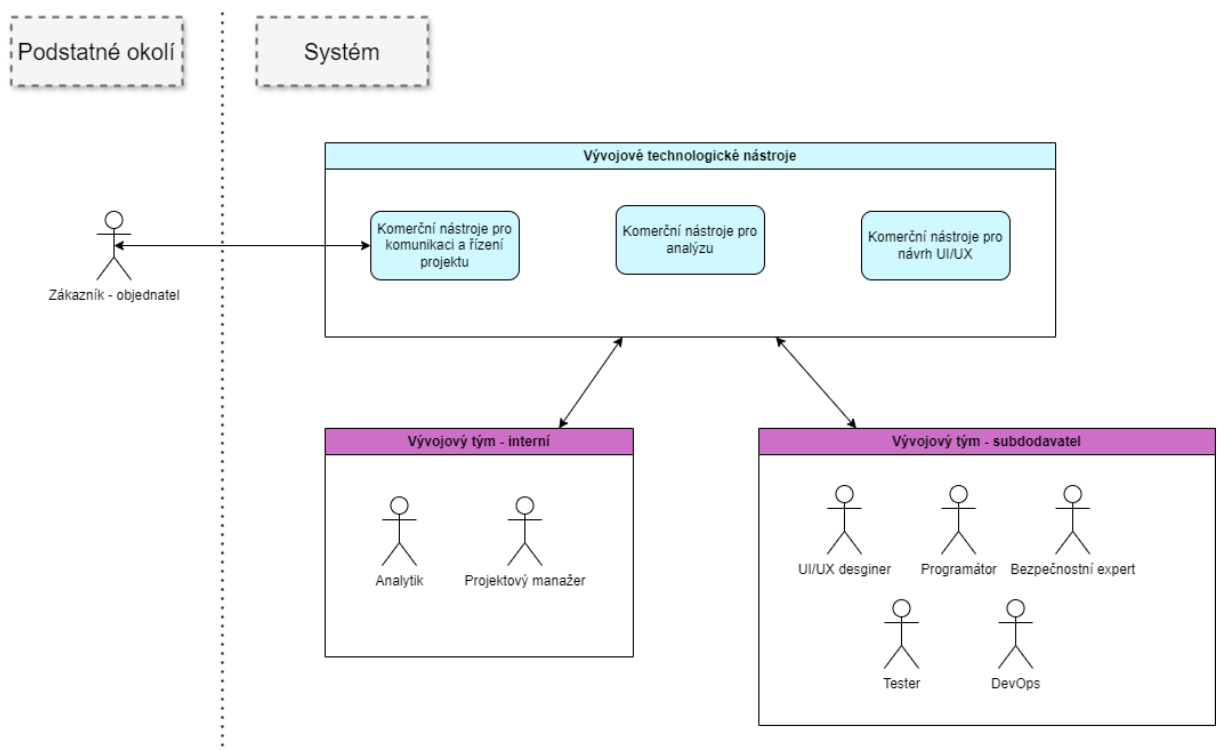 Podstatné okolí
Systém
Vývojové technologické nástroje
Komerční nástroje pro
komunikaci a řízení
projektu
Komerční nástroje pro
analýzu
Komerční nástroje pro
návrh UI/UX
Zákazník - objednatel
Vývojový tým - interní
Analytik
Projektový manažer
Vývojový tým - subdodavatel
UI/UX desginer
Programátor
Bezpečnostní expert
Tester
DevOps